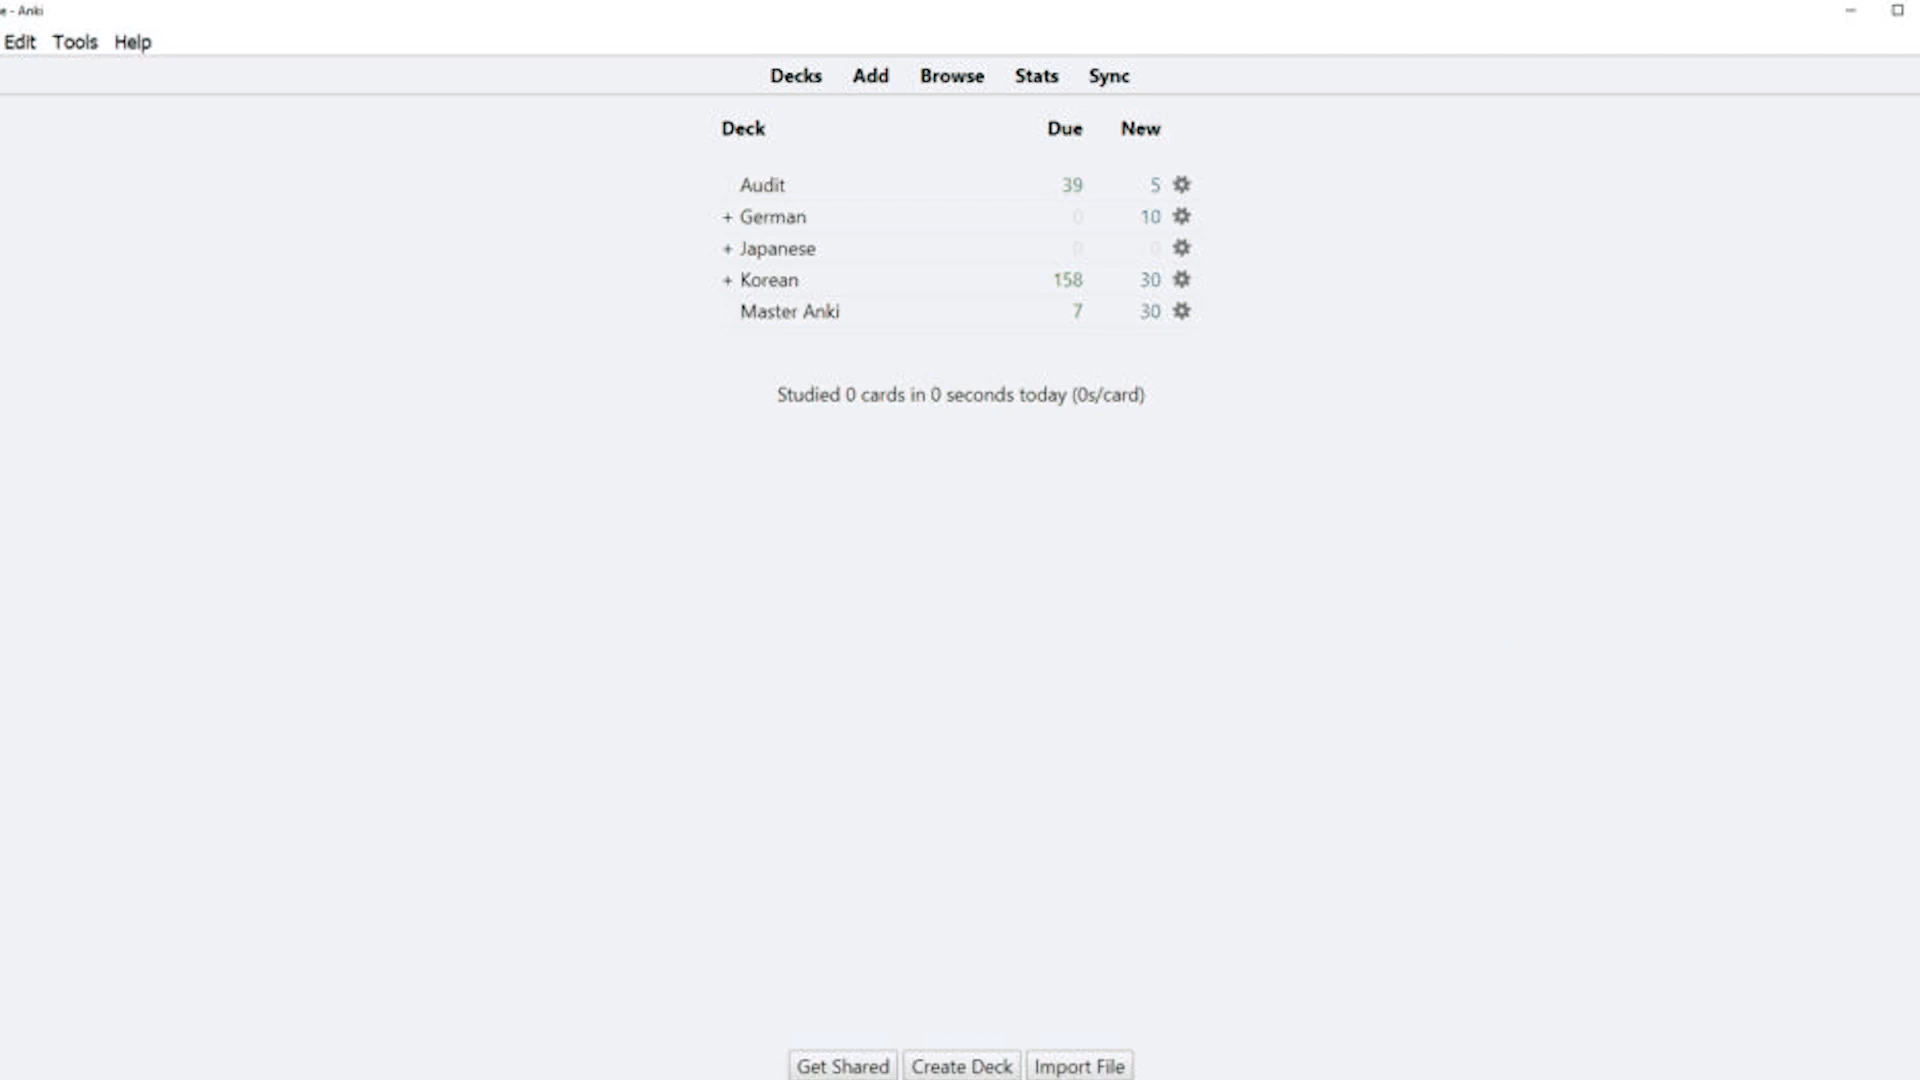 e - Anki
Edit Tools Help
Decks Add Browse Stats Sync
Deck Due New
Audit 39 5
+ German 0 10
+ Japanese 0 0
+ Korean 158 30
Master Anki 7 30
Studied 0 cards in 0 seconds today (0s/card)
Get Shared Create Deck Import File